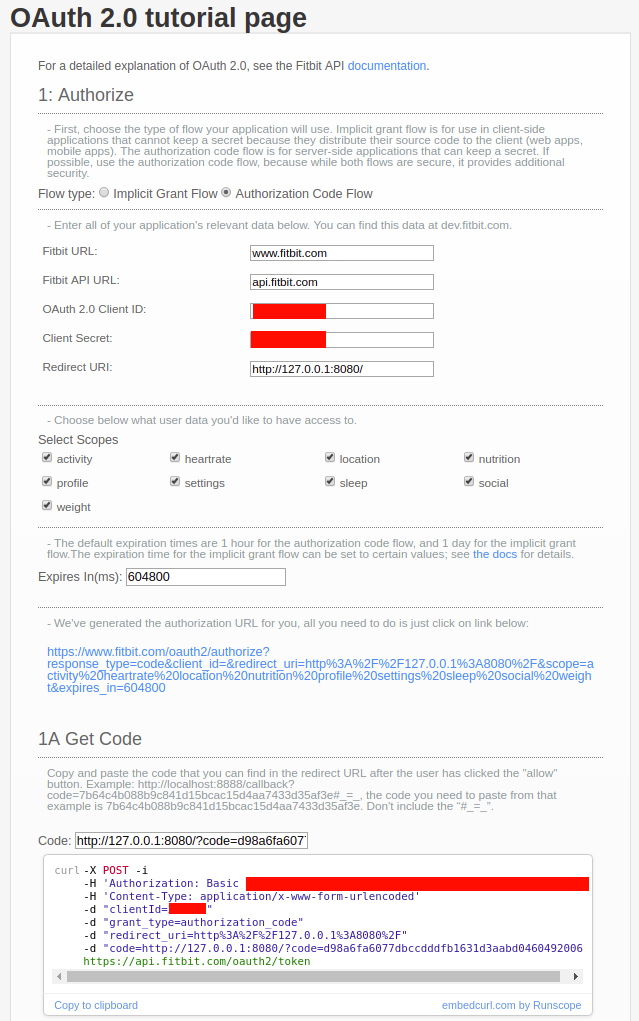 OAuth 2.0 tutorial page
For a detailed explanation of OAuth 2.0, see the Fitbit API documentation.
1: Authorize
- First, choose the type of flow your application will use. Implicit grant flow is for use in client-side
applications that cannot keep a secret because they distribute their source code to the client (web apps,
mobile apps). The authorization code flow is for server-side applications that can keep a secret. If
possible, use the authorization code flow, because while both flows are secure, it provides additional
security.
Flow type: Implicit Grant Flow Authorization Code Flow
- Enter all of your application's relevant data below. You can find this data at dev.fitbit.com.
Fitbit URL: www.fitbit.com
Fitbit API URL: api.fitbit.com
OAuth 2.0 Client ID:
Client Secret:
Redirect URI: http://127.0.0.1:8080/
- Choose below what user data you'd like to have access to.
Select Scopes
activity heartrate location nutrition
profile settings sleep social
weight
- The default expiration times are 1 hour for the authorization code flow, and 1 day for the implicit grant
flow.The expiration time for the implicit grant flow can be set to certain values; see the docs for details.
Expires In(ms): 604800
- We've generated the authorization URL for you, all you need to do is just click on link below:
https://www.fitbit.com/oauth2/authorize?
response_type=code&client_id=&redirect_uri=http%3A%2F%2F127.0.0.1%3A8080%2F&scope=a
ctivity%20heartrate%20location%20nutrition%20profile%20settings%20sleep%20social%20weigh
t&expires_in=604800
1A Get Code
Copy and paste the code that you can find in the redirect URL after the user has clicked the "allow"
button. Example: http://localhost:8888/callback?
code=7b64c4b088b9c841d15bcac15d4aa7433d35af3e#_=_, the code you need to paste from that
example is 7b64c4b088b9c841d15bcac15d4aa7433d35af3e. Don't include the “#_=_”.
Code: http://127.0.0.1:8080/?code=d98a6fa607
curl -X POST -i
-H 'Authorization: Basic
-H 'Content-Type: application/x-www-form-urlencoded'
-d "clientId= "
-d "grant_type=authorization_code"
-d "redirect_uri=http%3A%2F%2F127.0.0.1%3A8080%2F"
-d "code=http://127.0.0.1:8080/?code=d98a6fa6077dbccdddfb1631d3aabd0460492006
https://api.fitbit.com/oauth2/token
Copy to clipboard embedcurl.com by Runscope